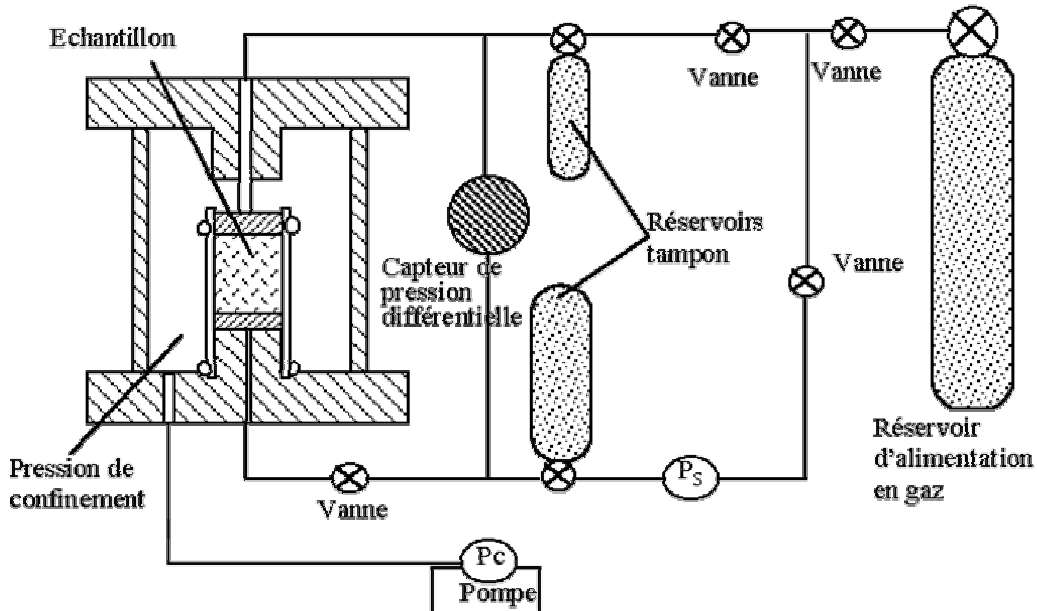 Echantillon
Vanne
Vanne
Réservoirs
tampon
Vanne
Capteur de
pression
différentielle
Réservoir
d'alimentation
en gaz
Pression de
confinement
Vanne
PS
Pc
Pompe